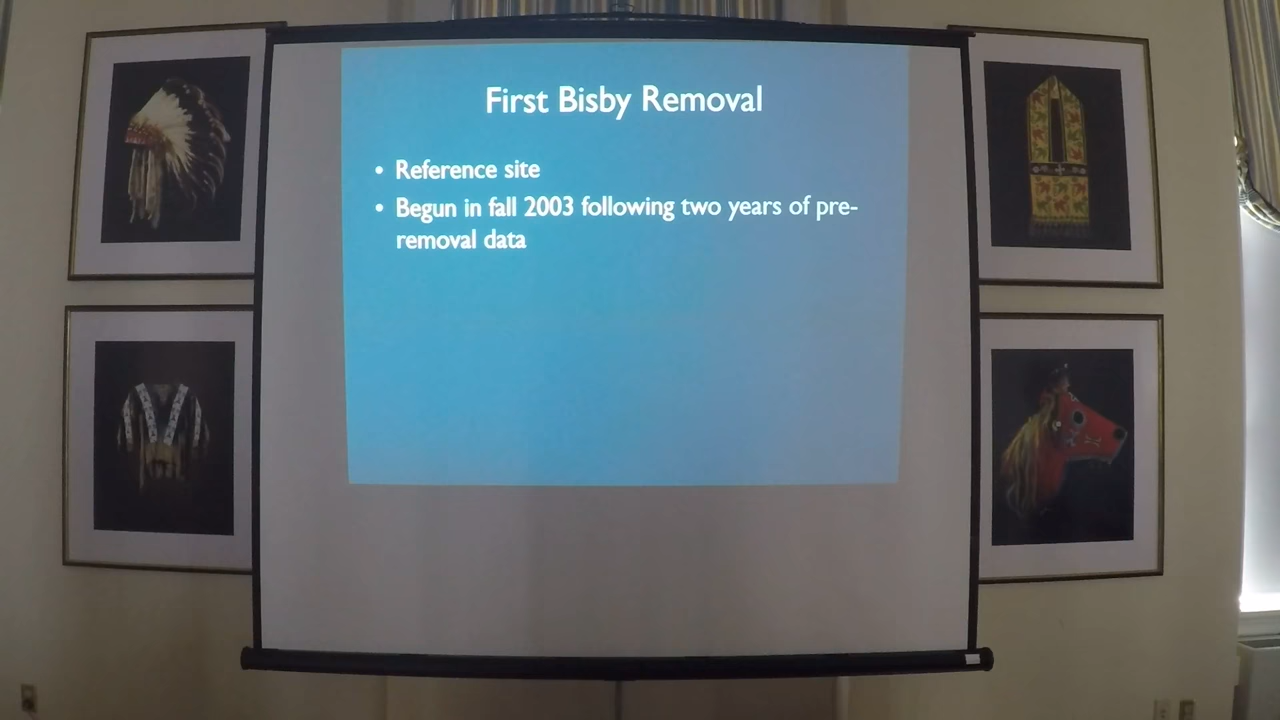 First Bisby Removal
• Reference site
• Begun in fall 2003 following two years of pre-
removal data